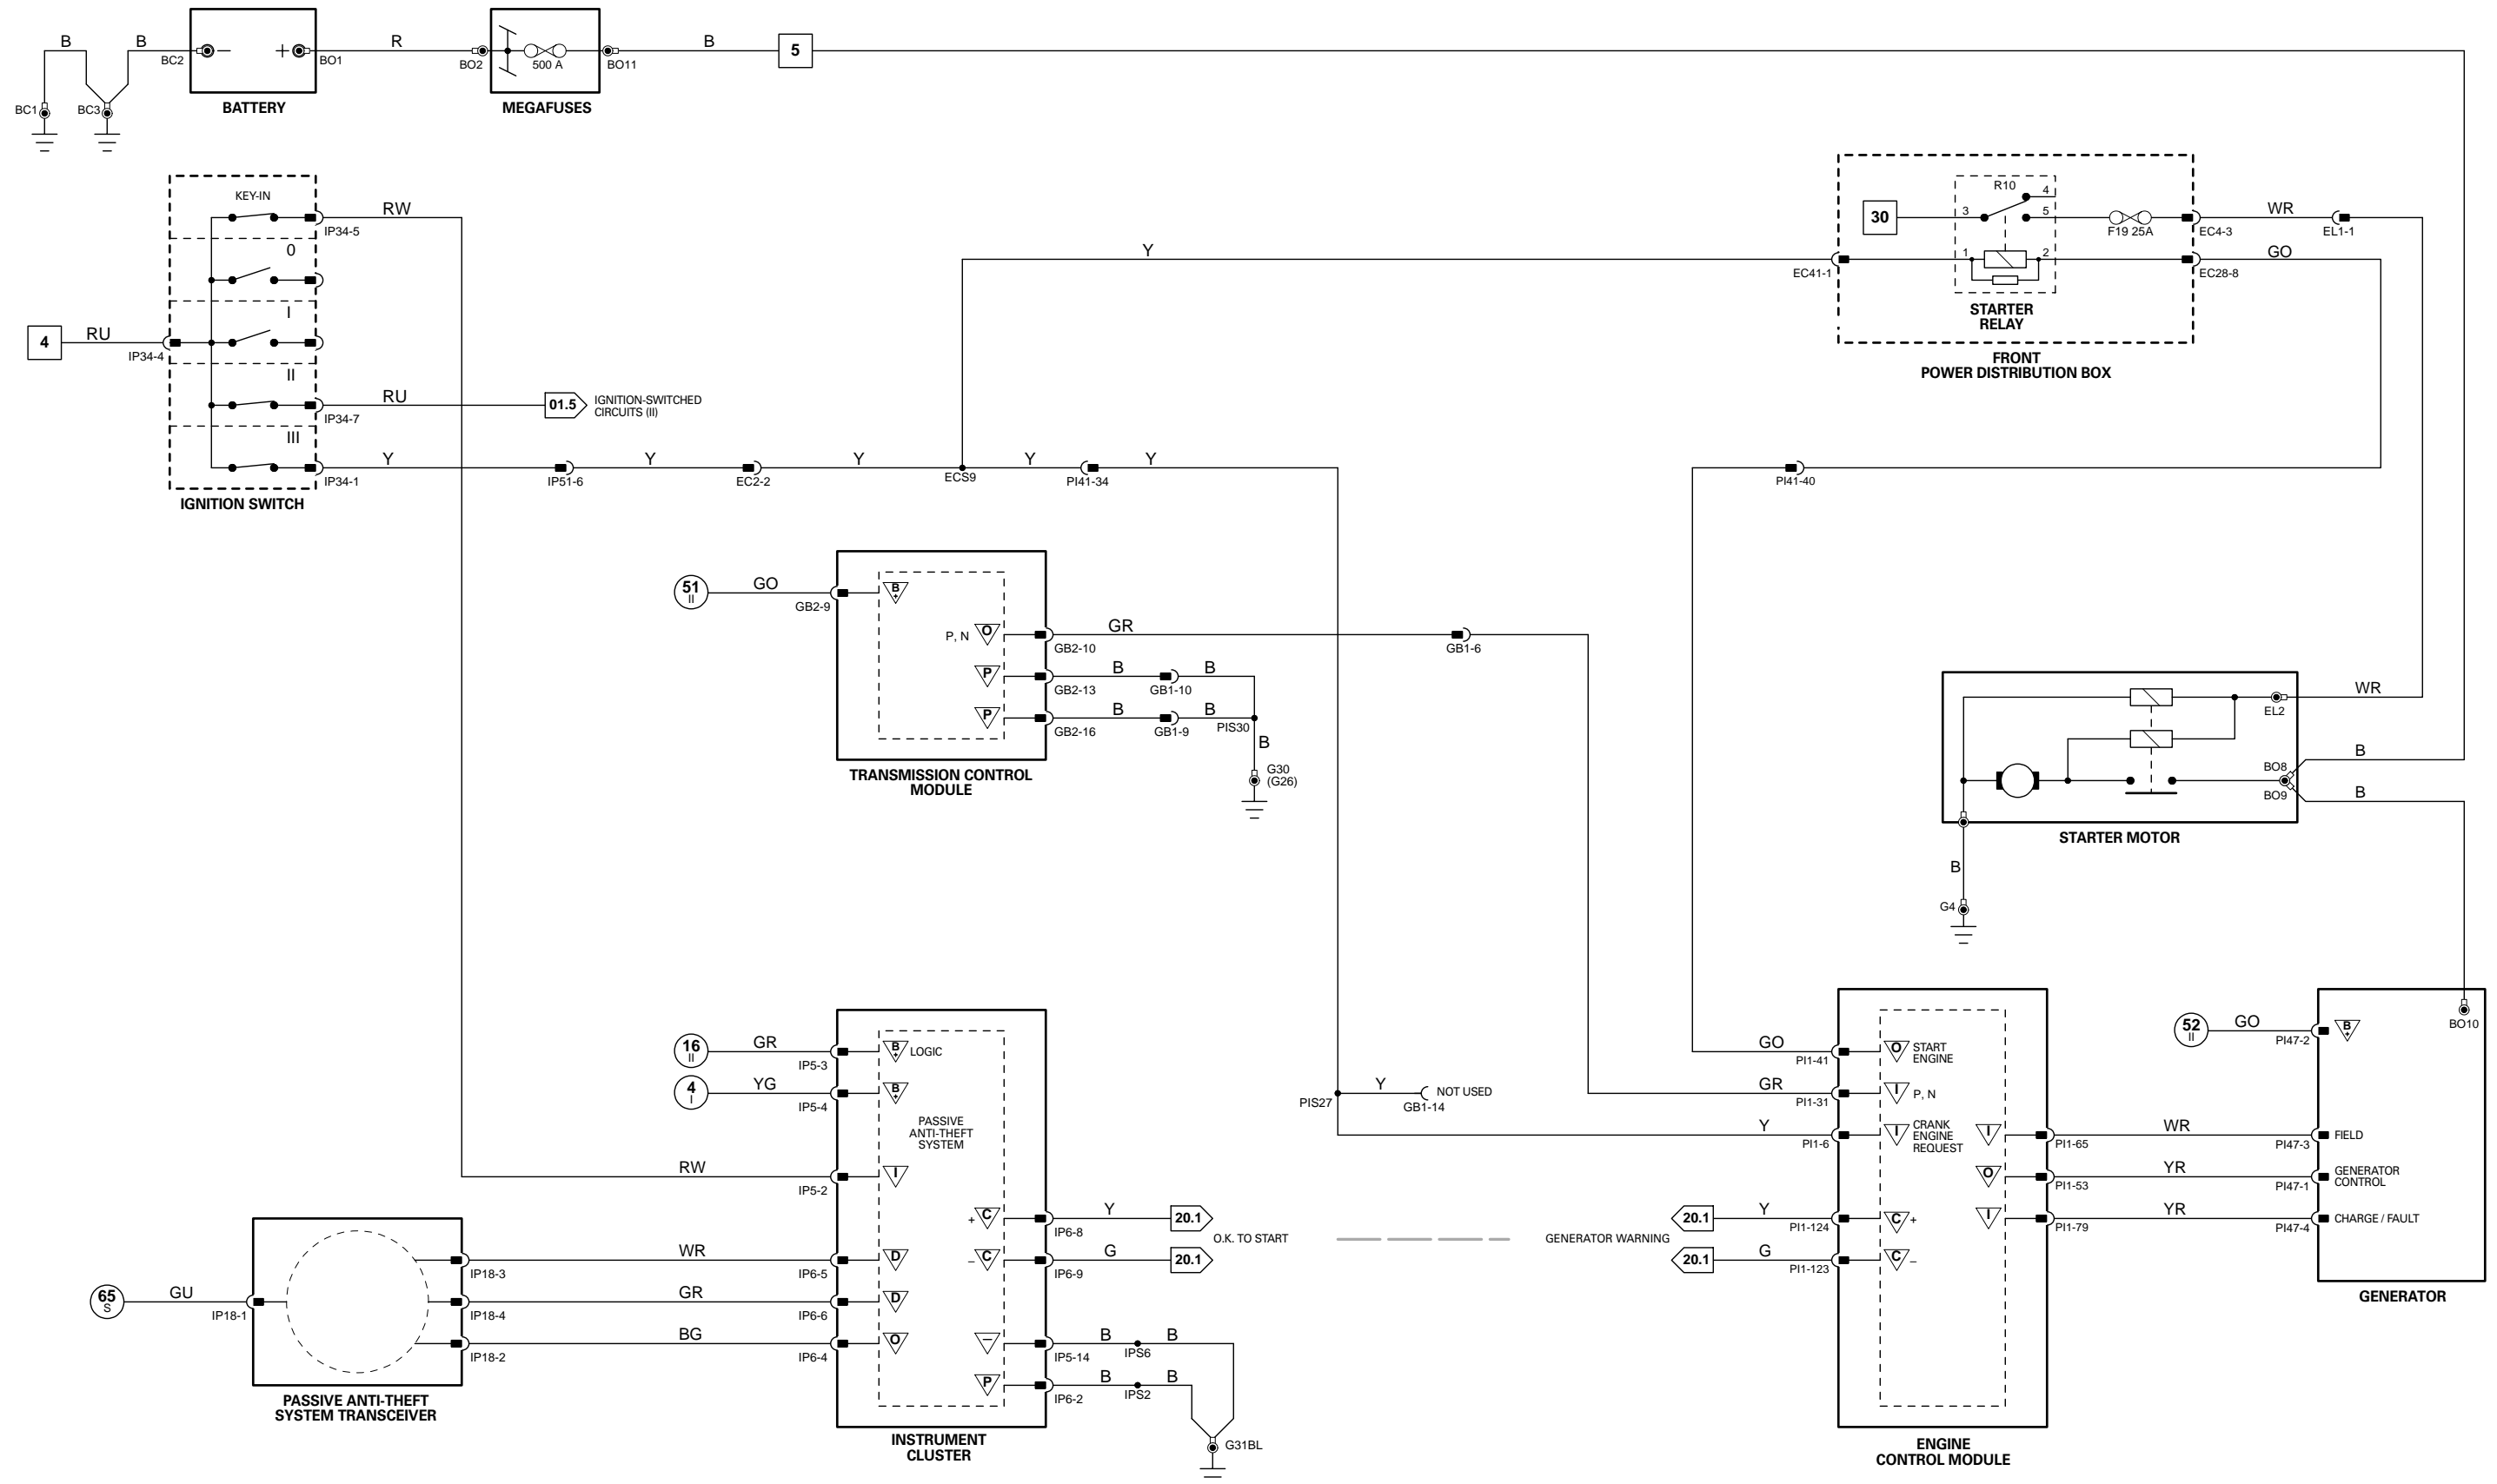 B
B
BC2
BO1
R
BO2
500 A
BO11
B
5
BC1
BC3
BATTERY
MEGAFUSES
KEY-IN
RW
IP34-5
0
I
4
RU
IP34-4
II
RU
IP34-7
01.5
IGNITION-SWITCHED
CIRCUITS (II)
III
Y
IP34-1
IP51-6
Y
EC2-2
Y
ECS9
Y
PI41-34
Y
IGNITION SWITCH
Y
EC41-1
30
R10
3
4
5
1
2
F19 25A
EC4-3
WR
EL1-1
GO
EC28-8
STARTER
RELAY
FRONT
POWER DISTRIBUTION BOX
PI41-40
51
II
GO
GB2-9
B
+
P, N
O
GR
GB2-10
GB1-6
P
B
B
GB2-13
GB1-10
P
B
B
GB2-16
GB1-9
PIS30
B
G30
(G26)
TRANSMISSION CONTROL
MODULE
WR
EL2
B
BO8
BO9
B
STARTER MOTOR
B
G4
16
II
GR
IP5-3
B
+
LOGIC
4
I
YG
IP5-4
B
+
PASSIVE
ANTI-THEFT
SYSTEM
RW
IP5-2
I
+
C
Y
IP6-8
20.1
O.K. TO START
–
C
G
IP6-9
20.1
WR
IP18-3
IP6-5
D
GR
IP18-4
IP6-6
D
BG
IP18-2
IP6-4
O
65
S
GU
IP18-1
PASSIVE ANTI-THEFT
SYSTEM TRANSCEIVER
–
B
B
IP5-14
IPS6
P
B
B
IP6-2
IPS2
G31BL
INSTRUMENT
CLUSTER
PIS27
Y
GB1-14
NOT USED
GO
PI1-41
O
START
ENGINE
GR
PI1-31
I
P, N
Y
PI1-6
I
CRANK
ENGINE
REQUEST
GENERATOR WARNING
20.1
Y
PI1-124
C
+
20.1
G
PI1-123
C
–
I
PI1-65
WR
PI47-3
FIELD
O
PI1-53
YR
PI47-1
GENERATOR
CONTROL
I
PI1-79
YR
PI47-4
CHARGE / FAULT
52
II
GO
PI47-2
B
+
BO10
GENERATOR
ENGINE
CONTROL MODULE